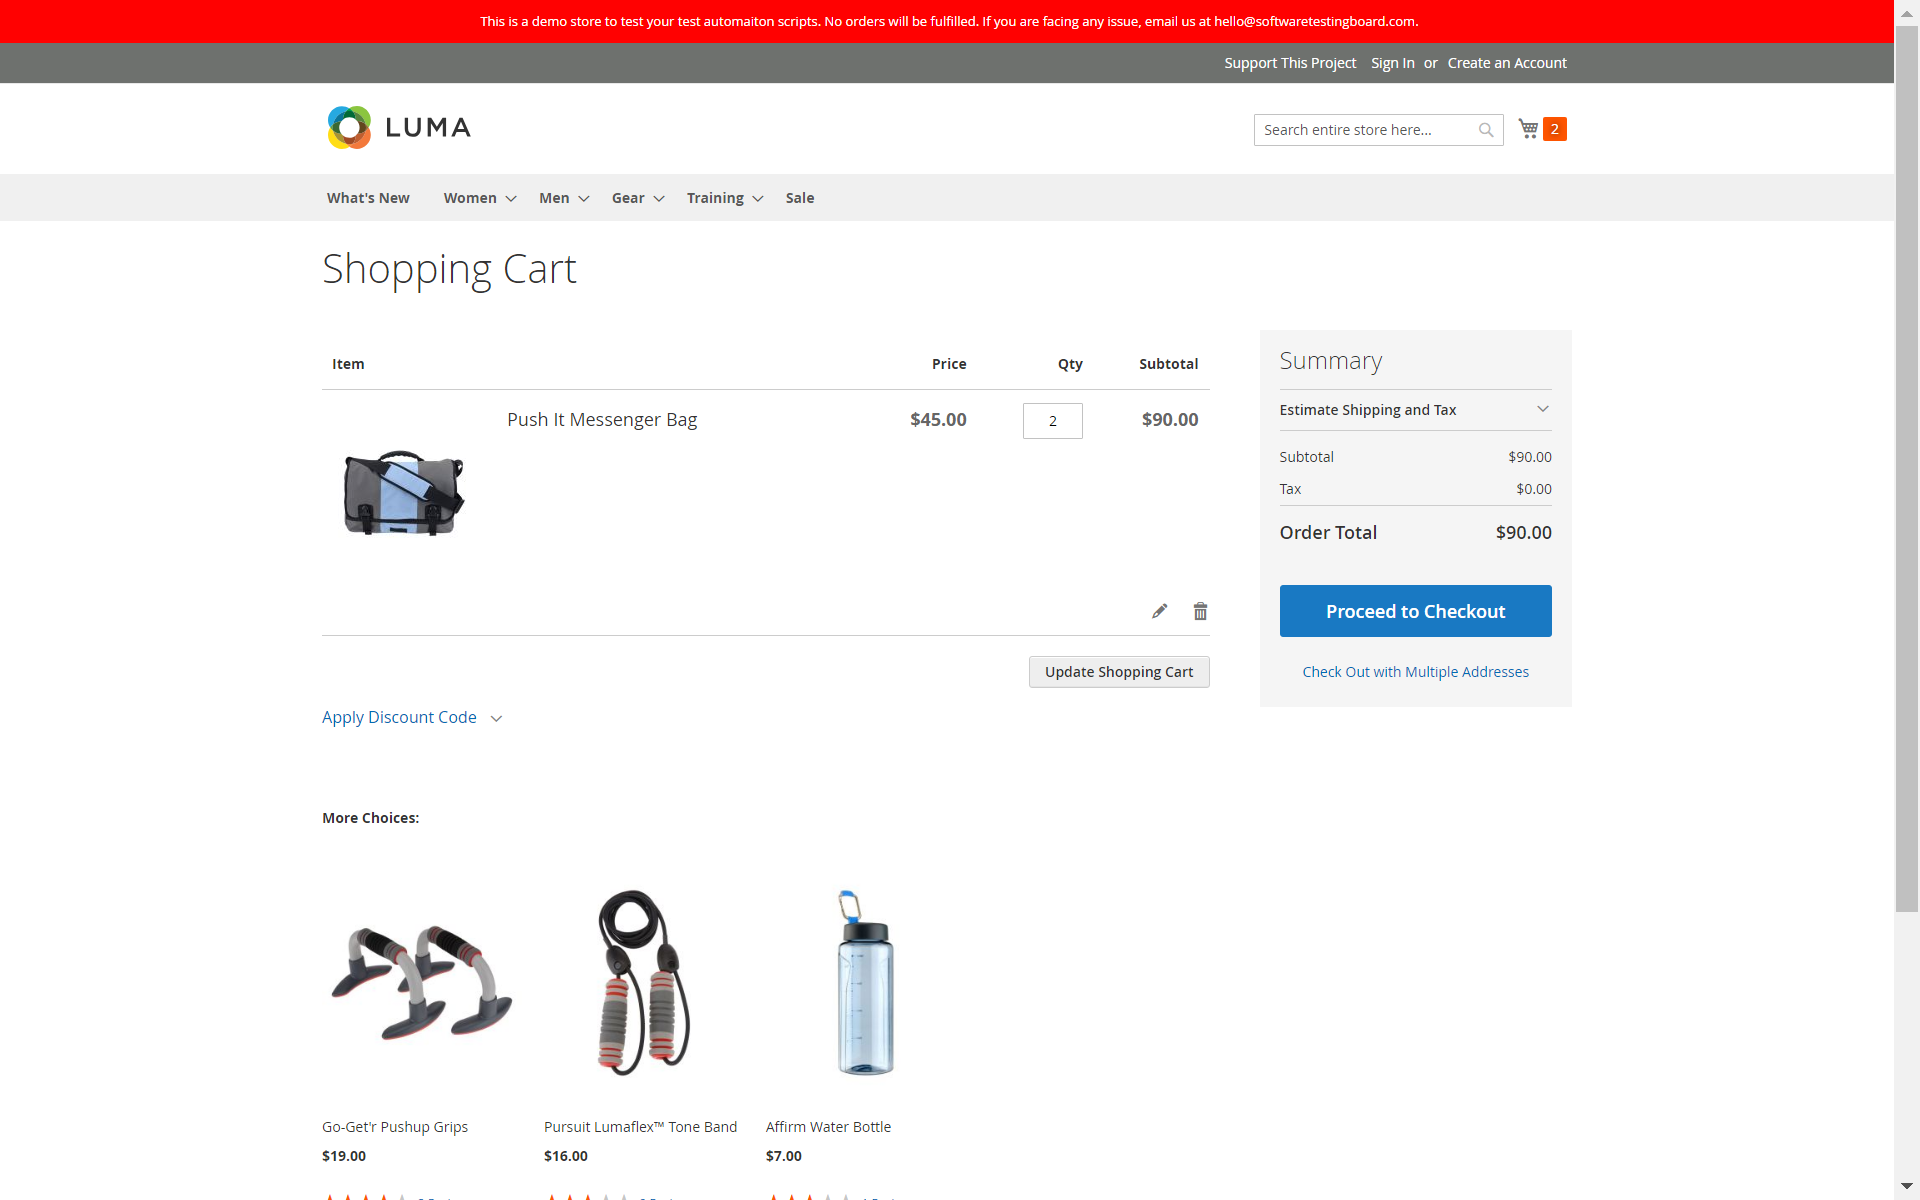 This is a demo store to test your test automaiton scripts. No orders will be fulfilled. If you are facing any issue, email us at hello@softwaretestingboard.com.
Support This Project Sign In or Create an Account
LUMA
Search entire store here...
2
What's New Women Men Gear Training Sale
Shopping Cart
Item Price Qty Subtotal
Push It Messenger Bag $45.00 2 $90.00
Update Shopping Cart
Apply Discount Code
Summary
Estimate Shipping and Tax
Subtotal $90.00
Tax $0.00
Order Total $90.00
Proceed to Checkout
Check Out with Multiple Addresses
More Choices:
Go-Get'r Pushup Grips
$19.00
Pursuit Lumaflex™ Tone Band
$16.00
Affirm Water Bottle
$7.00